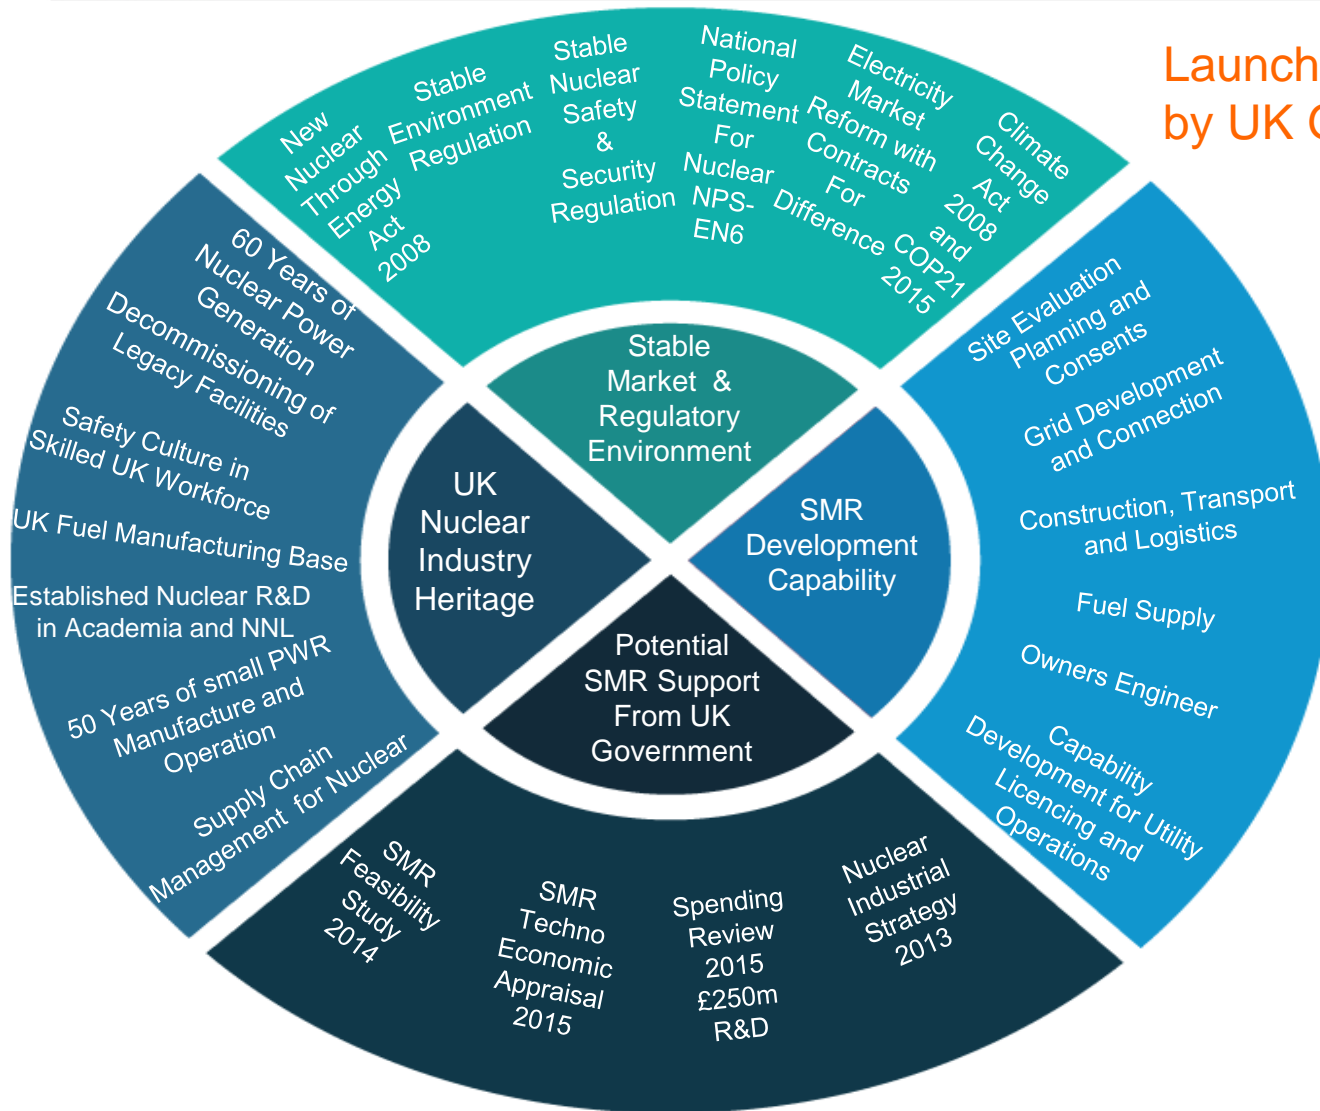 Launch
by UK
New
Nuclear
Through
Energy
Act
2008
Stable
Environment
Regulation
Stable
Nuclear
Safety
&
Security
Regulation
National
Policy
Statement
For
Nuclear
NPS-
EN6
Electricity
Market
Reform with
Contracts
For
Difference
Climate
Change
Act
2008
and
COP21
2015
60 Years of
Nuclear Power
Generation
Decommissioning of
Legacy Facilities
Safety Culture in
Skilled UK Workforce
UK Fuel Manufacturing Base
Established Nuclear R&D
in Academia and NNL
50 Years of small PWR
Manufacture and
Operation
Supply Chain
Management for Nuclear
Stable
Market &
Regulatory
Environment
UK
Nuclear
Industry
Heritage
SMR
Development
Capability
Potential
SMR Support
From UK
Government
Site Evaluation
Planning and
Consents
Grid Development
and Connection
Construction, Transport
and Logistics
Fuel Supply
Owners Engineer
Capability
Development for Utility
Licencing and
Operations
SMR
Feasibility
Study
2014
SMR
Techno
Economic
Appraisal
2015
Spending
Review
2015
£250m
R&D
Nuclear
Industrial
Strategy
2013